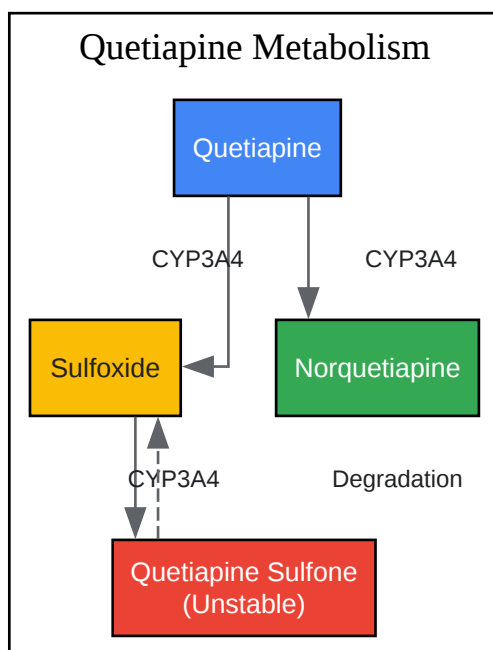 Quetiapine Metabolism
Quetiapine
CYP3A4
CYP3A4
Sulfoxide
Norquetiapine
CYP3A4
Degradation
Quetiapine Sulfone
(Unstable)